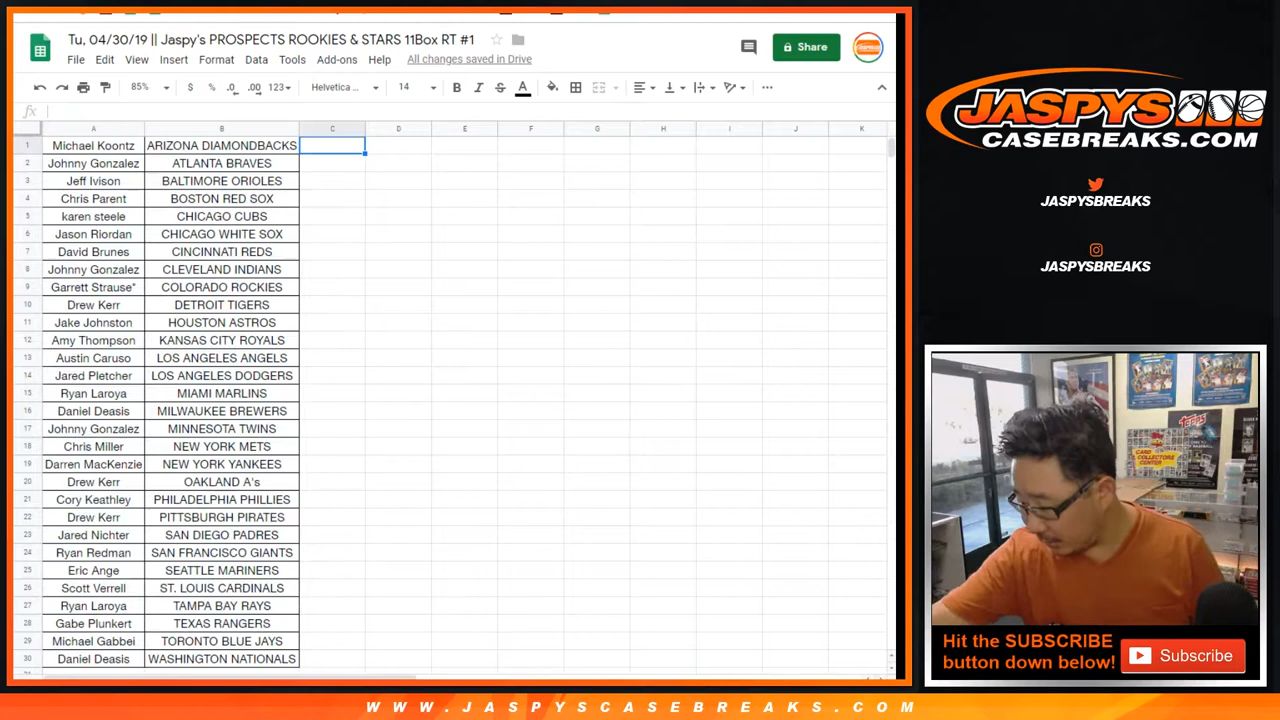 Tu, 04/30/19 || Jaspy's PROSPECTS ROOKIES & STARS 11Box RT #1
Share
File Edit View Insert Format Data Tools Add-ons Help All changes saved in Drive
85% $ % .0 .00 123 Helvetica ... 14 B I S A
fx
A B C D E F G H I J K
1 Michael Koontz ARIZONA DIAMONDBACKS
2 Johnny Gonzalez ATLANTA BRAVES
3 Jeff Ivison BALTIMORE ORIOLES
4 Chris Parent BOSTON RED SOX
5 karen steele CHICAGO CUBS
6 Jason Riordan CHICAGO WHITE SOX
7 David Brunes CINCINNATI REDS
8 Johnny Gonzalez CLEVELAND INDIANS
9 Garrett Strause* COLORADO ROCKIES
10 Drew Kerr DETROIT TIGERS
11 Jake Johnston HOUSTON ASTROS
12 Amy Thompson KANSAS CITY ROYALS
13 Austin Caruso LOS ANGELES ANGELS
14 Jared Pletcher LOS ANGELES DODGERS
15 Ryan Laroya MIAMI MARLINS
16 Daniel Deasis MILWAUKEE BREWERS
17 Johnny Gonzalez MINNESOTA TWINS
18 Chris Miller NEW YORK METS
19 Darren MacKenzie NEW YORK YANKEES
20 Drew Kerr OAKLAND A's
21 Cory Keathley PHILADELPHIA PHILLIES
22 Drew Kerr PITTSBURGH PIRATES
23 Jared Nichter SAN DIEGO PADRES
24 Ryan Redman SAN FRANCISCO GIANTS
25 Eric Ange SEATTLE MARINERS
26 Scott Verrell ST. LOUIS CARDINALS
27 Ryan Laroya TAMPA BAY RAYS
28 Gabe Plunkert TEXAS RANGERS
29 Michael Gabbei TORONTO BLUE JAYS
30 Daniel Deasis WASHINGTON NATIONALS
JASPYS
CASEBREAKS.COM
JASPYSBREAKS
JASPYSBREAKS
topps
CARD
COLLECTORS
CENTER
Hit the SUBSCRIBE
button down below!
Subscribe
WWW.JASPYSCASEBREAKS.COM